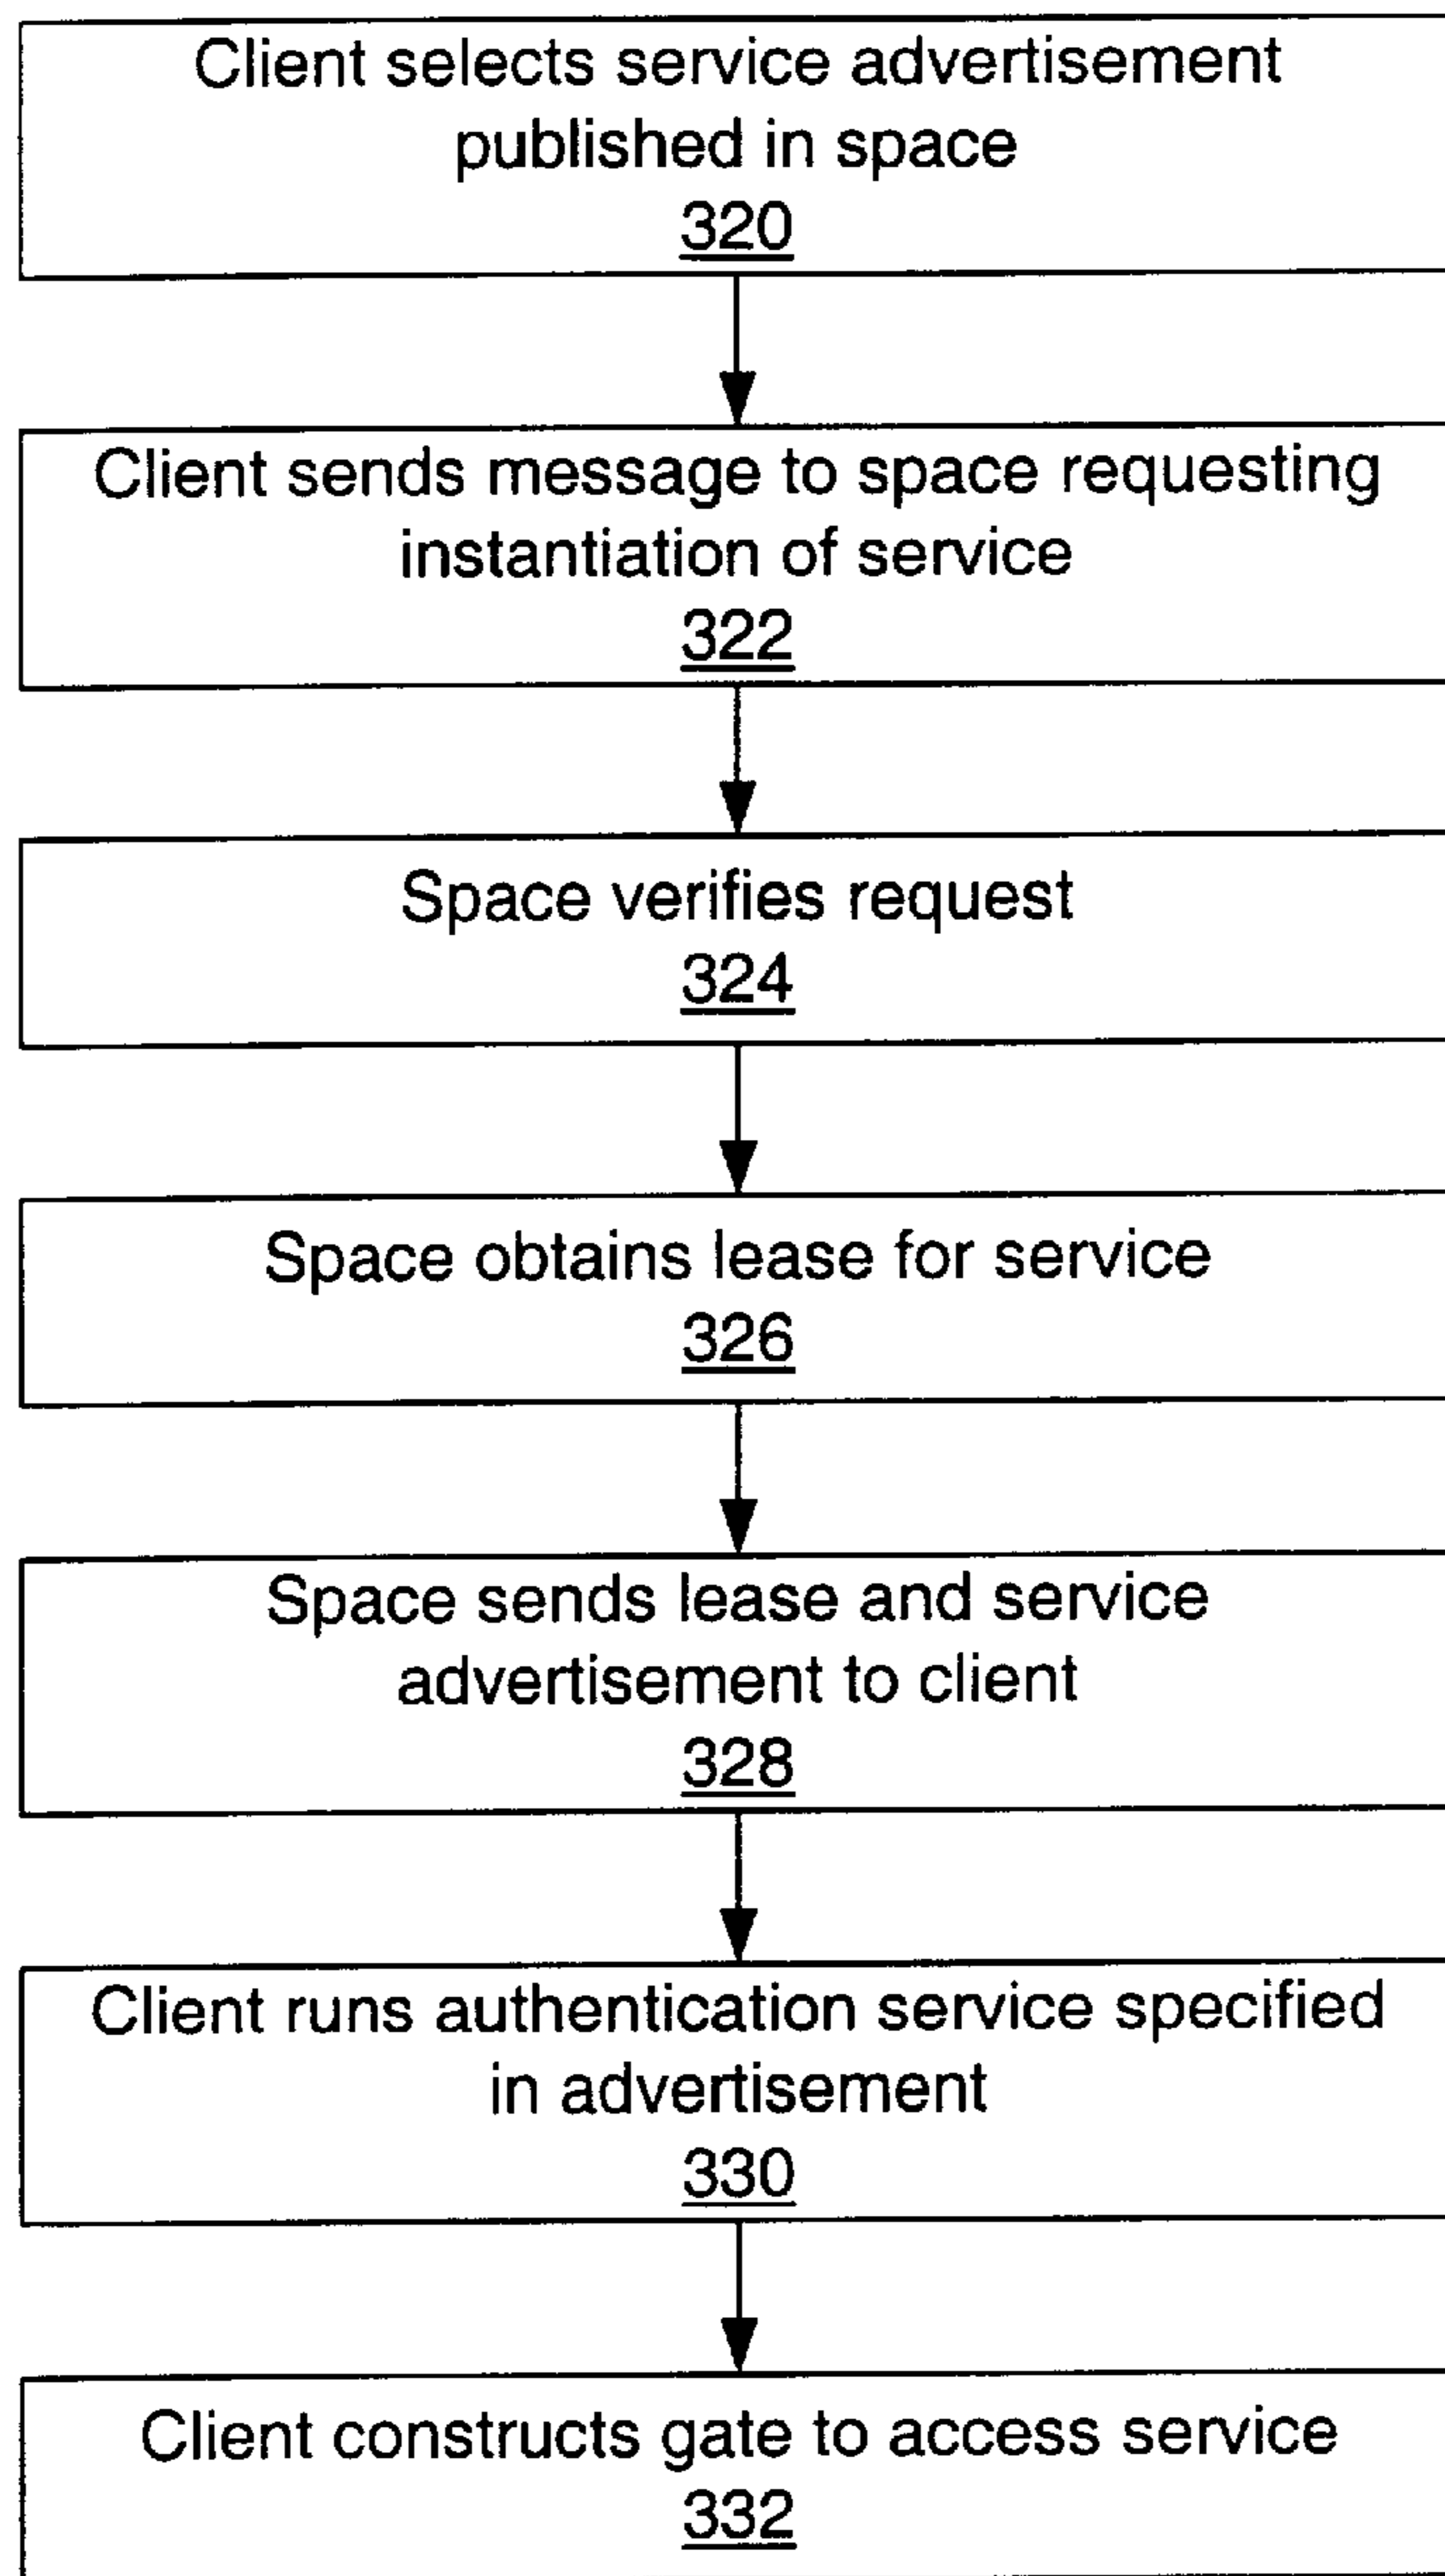 Client selects service advertisement
published in space
320
Client sends message to space requesting
instantiation of service
322
Space verifies request
324
Space obtains lease for service
326
Space sends lease and service
advertisement to client
328
Client runs authentication service specified
in advertisement
330
Client constructs gate to access service
332